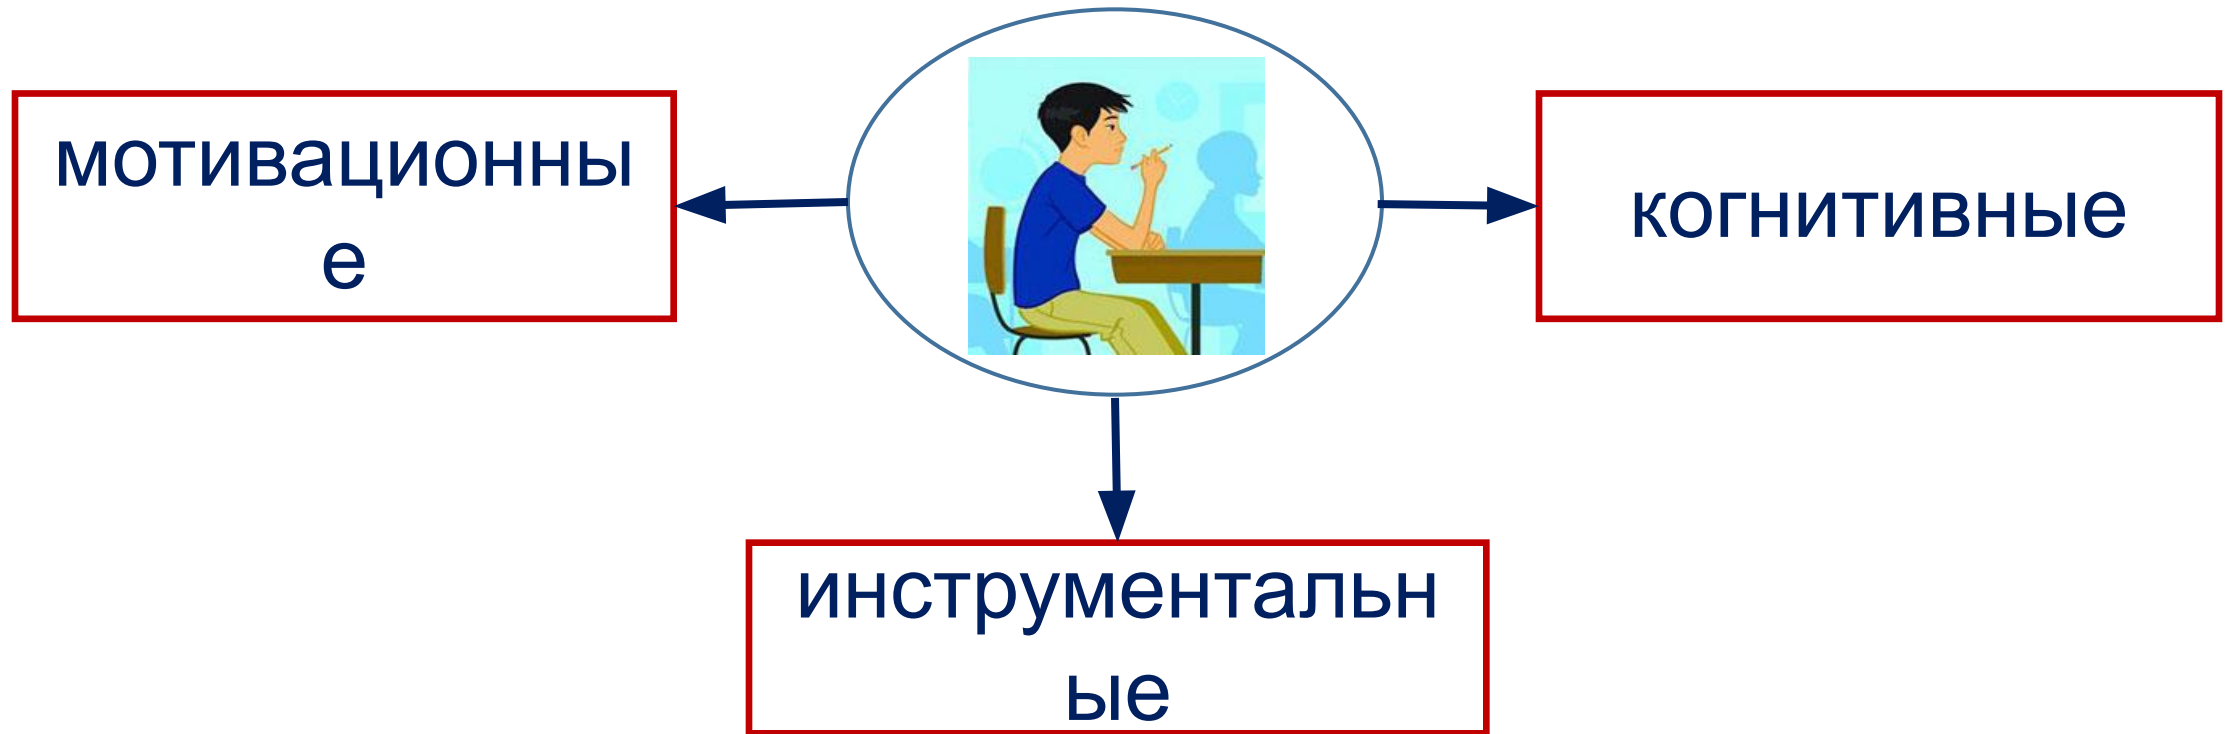 мотивационны
е
когнитивные
инструментальн
ые